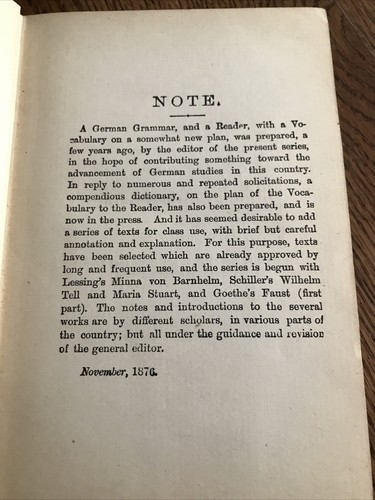 NOTE.
A German Grammar, and a Reader, with a Vo-
cabulary on a somewhat new plan, was prepared, a
few years ago, by the editor of the present series,
in the hope of contributing something toward the
advancement of German studies in this country.
In reply to numerous and repeated solicitations, a
compendious dictionary, on the plan of the Voca-
bulary to the Reader, has also been prepared, and is
now in the press. And it has seemed desirable to add
a series of texts for class use, with brief but careful
annotation and explanation. For this purpose, texts
have been selected which are already approved by
long and frequent use, and the series is begun with
Lessing's Minna von Barnhelm, Schiller's Wilhelm
Tell and Maria Stuart, and Goethe's Faust (first
part). The notes and introductions to the several
works are by different scholars, in various parts of
the country; but all under the guidance and revision
of the general editor.
November, 1876.